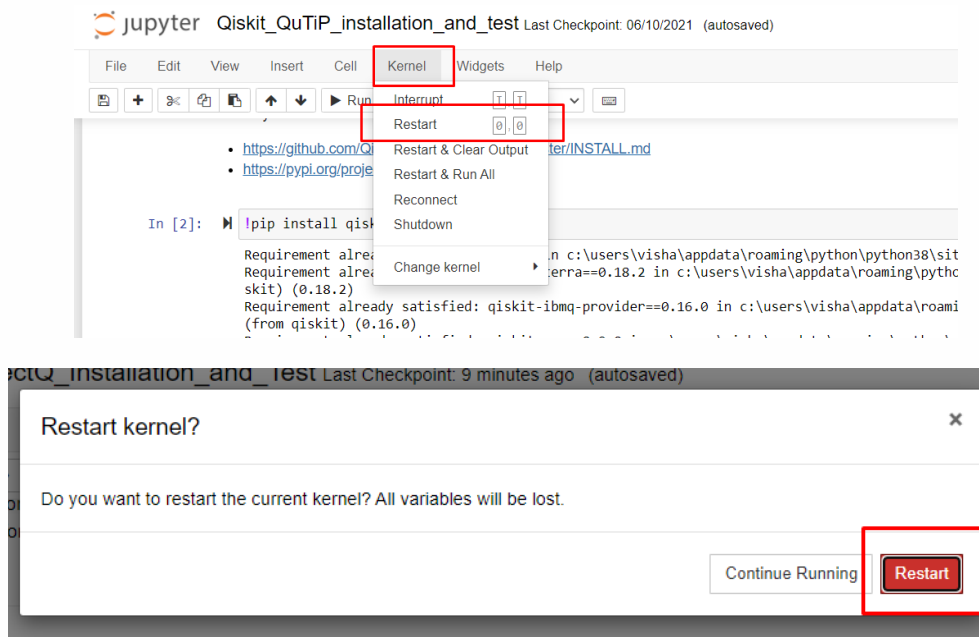 jupyter Qiskit_QuTiP_installation_and_test Last Checkpoint: 06/10/2021 (autosaved)
File Edit View Insert Cell Kernel Widgets Help
Run
Interrupt I , I
Restart 0 , 0
https://github.com/Qi ter/INSTALL.md
Restart & Clear Output
https://pypi.org/proje
Restart & Run All
Reconnect
Shutdown
Change kernel
In [2]: !pip install qisk
Requirement alrea n c:\users\visha\appdata\roaming\python\python38\sit
Requirement alrea erra==0.18.2 in c:\users\visha\appdata\roaming\pytho
skit) (0.18.2)
Requirement already satisfied: qiskit-ibmq-provider==0.16.0 in c:\users\visha\appdata\roami
(from qiskit) (0.16.0)
ectQ_Installation_and_Test Last Checkpoint: 9 minutes ago (autosaved)
Restart kernel? ×
Do you want to restart the current kernel? All variables will be lost.
Continue Running Restart